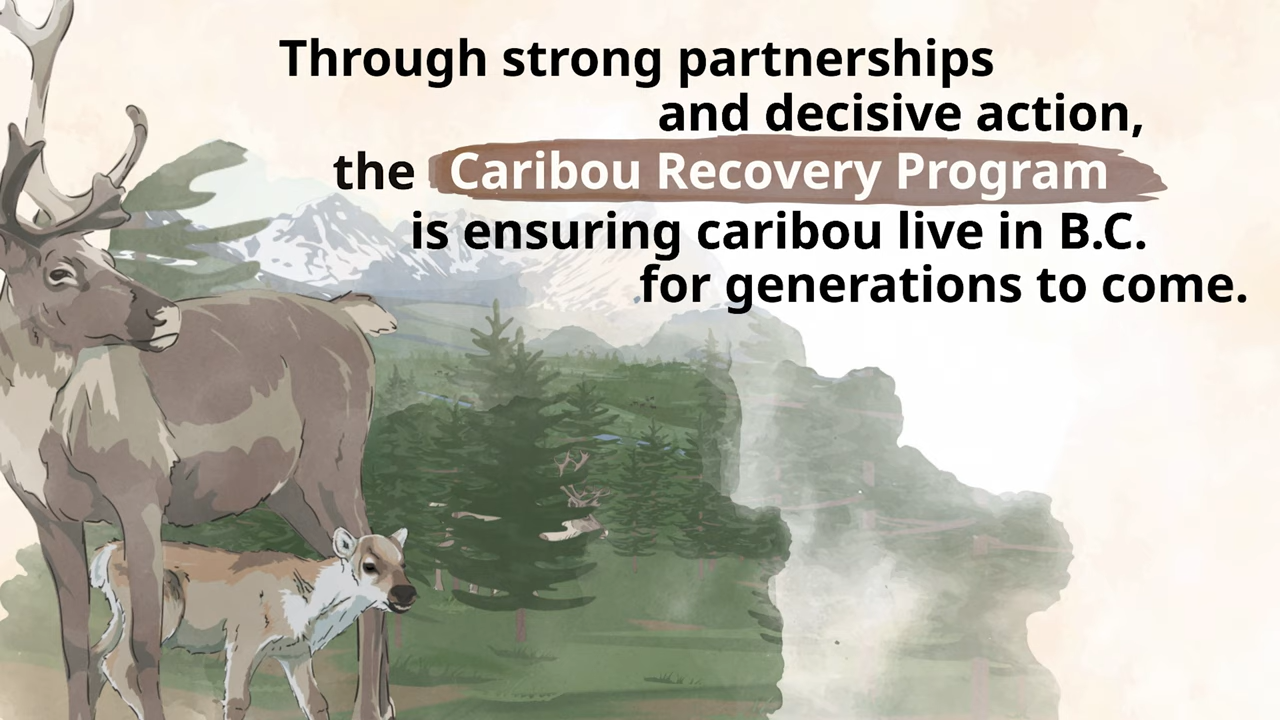 Through strong partnerships
and decisive action,
the Caribou Recovery Program
is ensuring caribou live in B.C.
for generations to come.